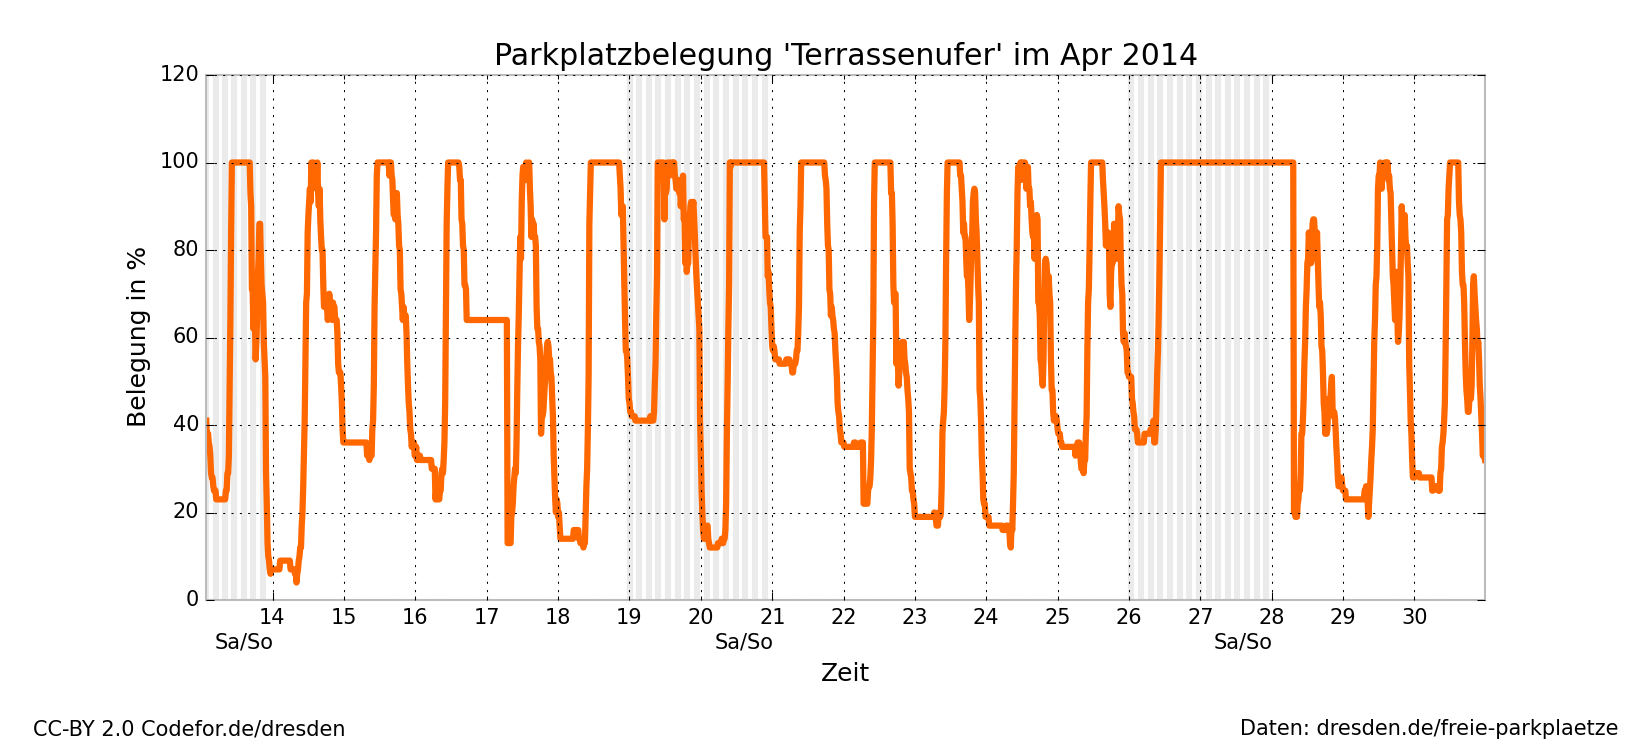 Parkplatzbelegung 'Terrassenufer' im Apr 2014
120
100
80
60
40
20
0
Belegung in %
14 15 16 17 18 19 20 21 22 23 24 25 26 27 28 29 30
Sa/So Sa/So Sa/So
Zeit
CC-BY 2.0 Codefor.de/dresden
Daten: dresden.de/freie-parkplaetze